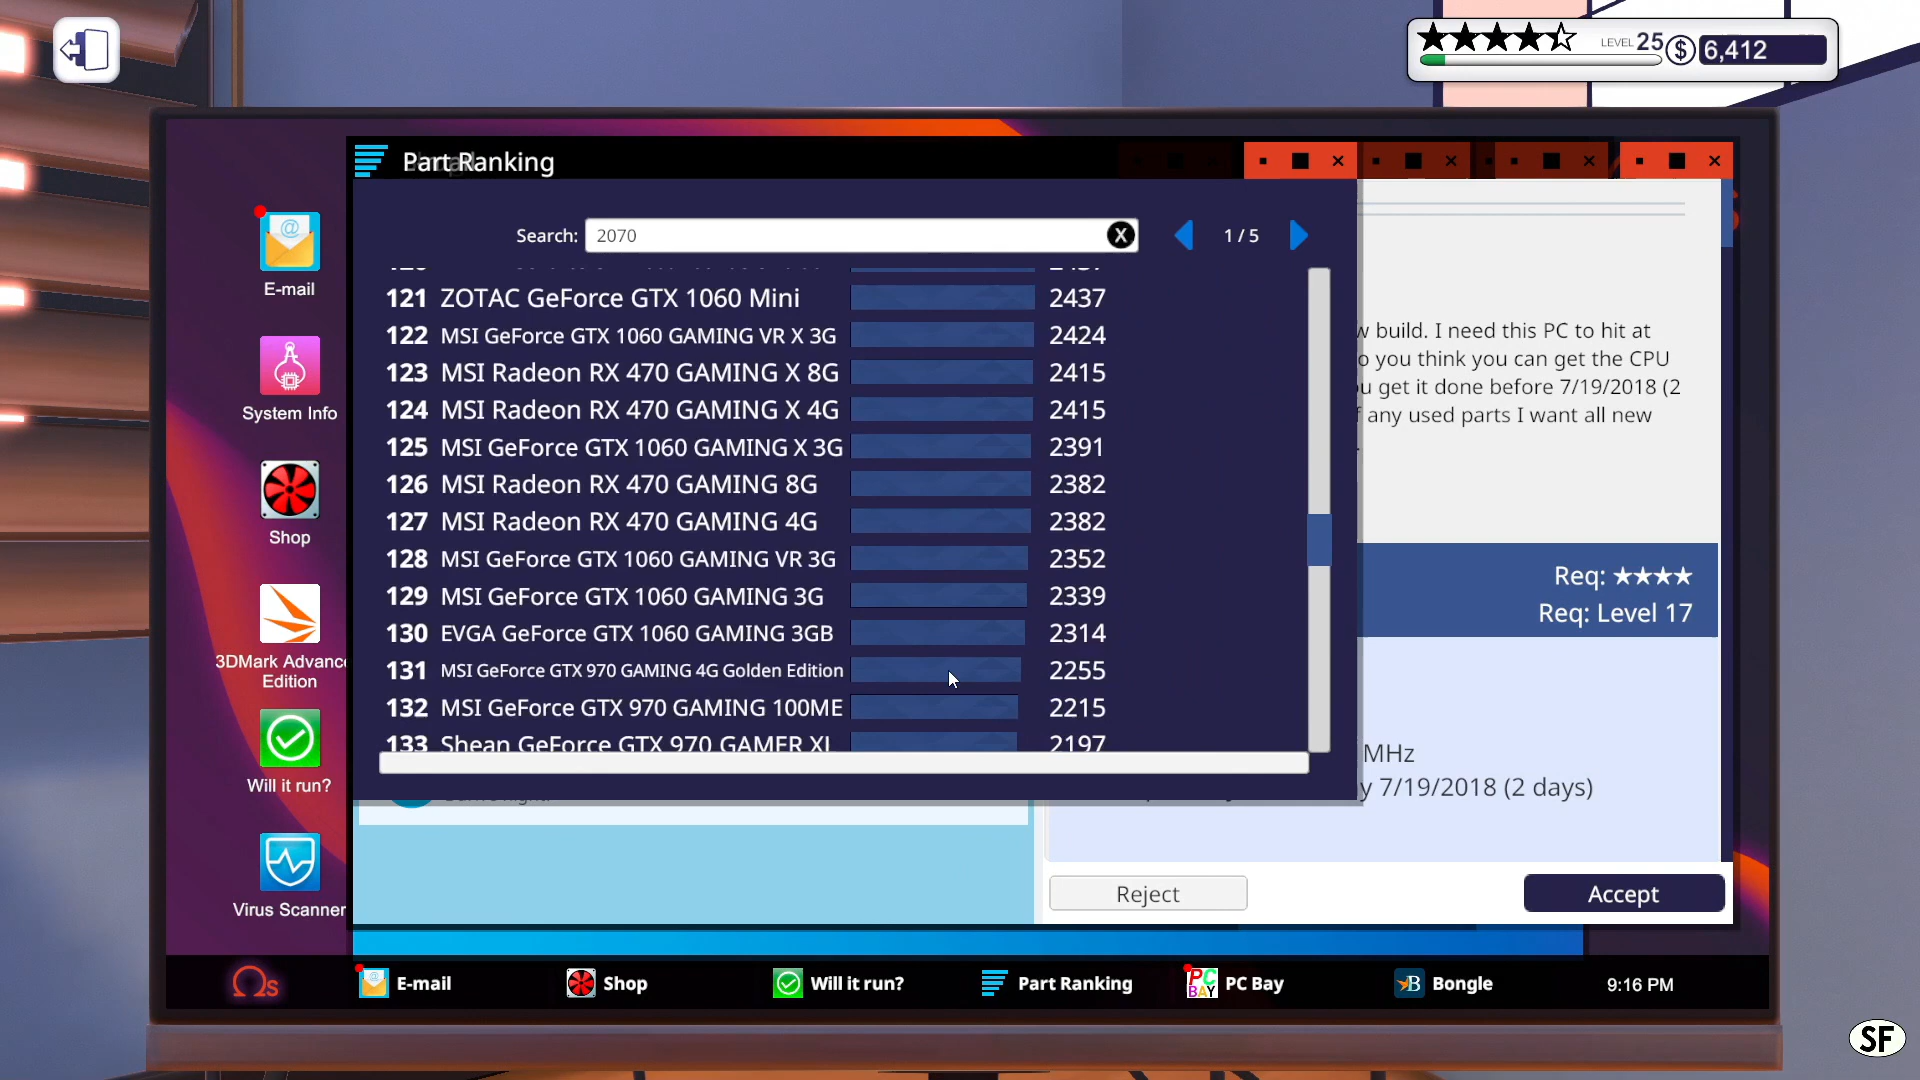 LEVEL 25 $ 6,412
Part Ranking
Search: 2070 X 1 / 5
121 ZOTAC GeForce GTX 1060 Mini 2437
122 MSI GeForce GTX 1060 GAMING VR X 3G 2424
123 MSI Radeon RX 470 GAMING X 8G 2415
124 MSI Radeon RX 470 GAMING X 4G 2415
125 MSI GeForce GTX 1060 GAMING X 3G 2391
126 MSI Radeon RX 470 GAMING 8G 2382
127 MSI Radeon RX 470 GAMING 4G 2382
128 MSI GeForce GTX 1060 GAMING VR 3G 2352
129 MSI GeForce GTX 1060 GAMING 3G 2339
130 EVGA GeForce GTX 1060 GAMING 3GB 2314
131 MSI GeForce GTX 970 GAMING 4G Golden Edition 2255
132 MSI GeForce GTX 970 GAMING 100ME 2215
133 Shean GeForce GTX 970 GAMER XL 2197
E-mail
System Info
Shop
3DMark Advance
Edition
Will it run?
Virus Scanner
build. I need this PC to hit at
o you think you can get the CPU
u get it done before 7/19/2018 (2
any used parts I want all new
Req: ★★★★
Req: Level 17
MHz
y 7/19/2018 (2 days)
Reject
Accept
Ωs
E-mail
Shop
Will it run?
Part Ranking
PC BAY
PC Bay
B
Bongle
9:16 PM
SF